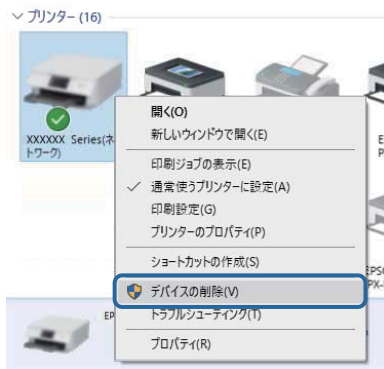 プリンター (16)
XXXXXX Series(ネ
トワーク)
開く(O)
新しいウィンドウで開く(E)
印刷ジョブの表示(E)
✓ 通常使うプリンターに設定(A)
印刷設定(G)
プリンターのプロパティ(P)
ショートカットの作成(S)
デバイスの削除(V)
トラブルシューティング(T)
プロパティ(R)
E
P
EPS
PX-
EP